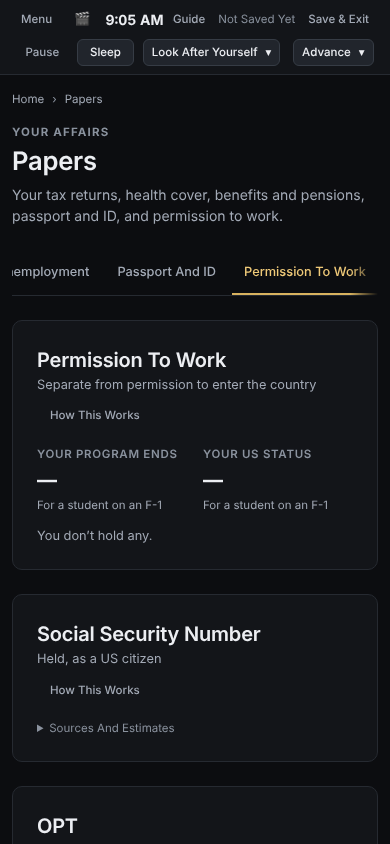 Menu 🎬 9:05 AM Guide Not Saved Yet Save & Exit
Pause Sleep Look After Yourself ▾ Advance ▾
Home › Papers
YOUR AFFAIRS
Papers
Your tax returns, health cover, benefits and pensions,
passport and ID, and permission to work.
nemployment Passport And ID Permission To Work
Permission To Work
Separate from permission to enter the country
How This Works
YOUR PROGRAM ENDS YOUR US STATUS
— —
For a student on an F-1 For a student on an F-1
You don’t hold any.
Social Security Number
Held, as a US citizen
How This Works
▶ Sources And Estimates
OPT